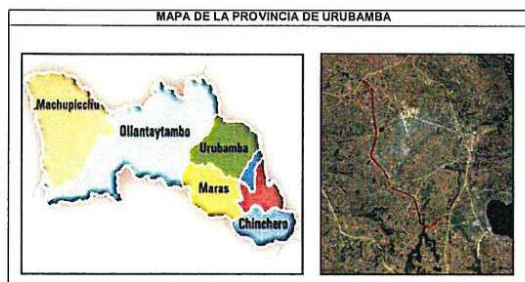 MAPA DE LA PROVINCIA DE URUBAMBA
Machupicchu
Ollantaytambo
Urubamba
Maras
Chinchero